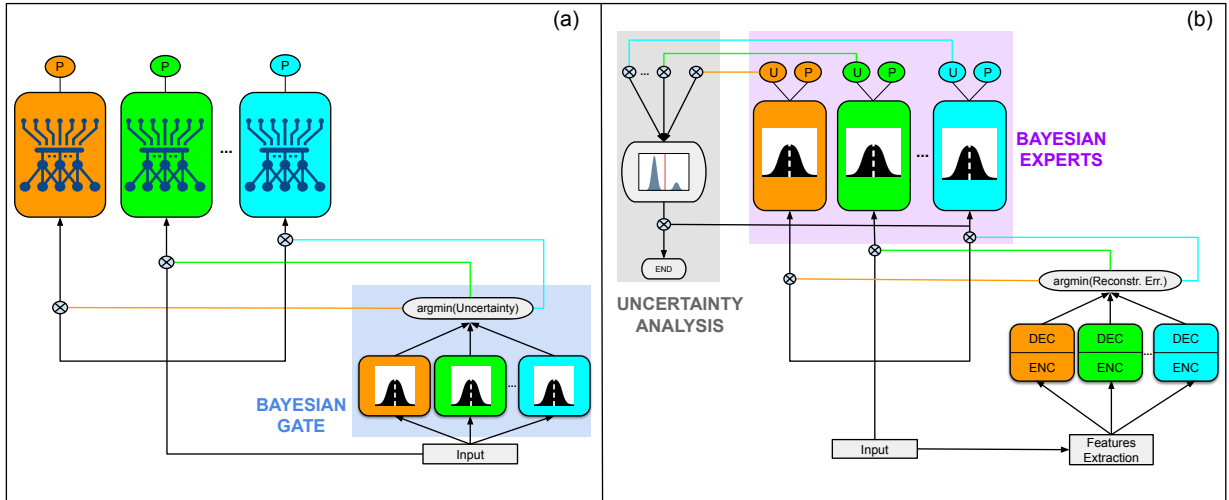 (a)
P
P
P
...
argmin(Uncertainty)
...
BAYESIAN
GATE
Input
(b)
...
U
P
U
P
U
P
...
BAYESIAN
EXPERTS
END
UNCERTAINTY
ANALYSIS
argmin(Reconstr. Err.)
DEC
DEC
DEC
...
ENC
ENC
ENC
Input
Features
Extraction